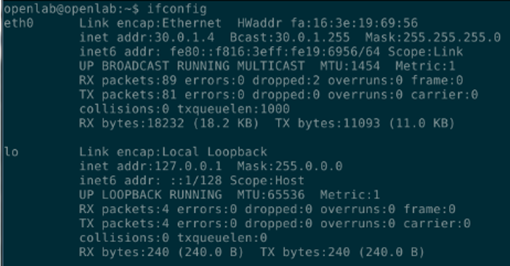 openlab@openlab:~$ ifconfig
eth0      Link encap:Ethernet  HWaddr fa:16:3e:19:69:56
          inet addr:30.0.1.4  Bcast:30.0.1.255  Mask:255.255.255.0
          inet6 addr: fe80::f816:3eff:fe19:6956/64 Scope:Link
          UP BROADCAST RUNNING MULTICAST  MTU:1454  Metric:1
          RX packets:89 errors:0 dropped:2 overruns:0 frame:0
          TX packets:81 errors:0 dropped:0 overruns:0 carrier:0
          collisions:0 txqueuelen:1000
          RX bytes:18232 (18.2 KB)  TX bytes:11093 (11.0 KB)
lo        Link encap:Local Loopback
          inet addr:127.0.0.1  Mask:255.0.0.0
          inet6 addr: ::1/128 Scope:Host
          UP LOOPBACK RUNNING  MTU:65536  Metric:1
          RX packets:4 errors:0 dropped:0 overruns:0 frame:0
          TX packets:4 errors:0 dropped:0 overruns:0 carrier:0
          collisions:0 txqueuelen:0
          RX bytes:240 (240.0 B)  TX bytes:240 (240.0 B)